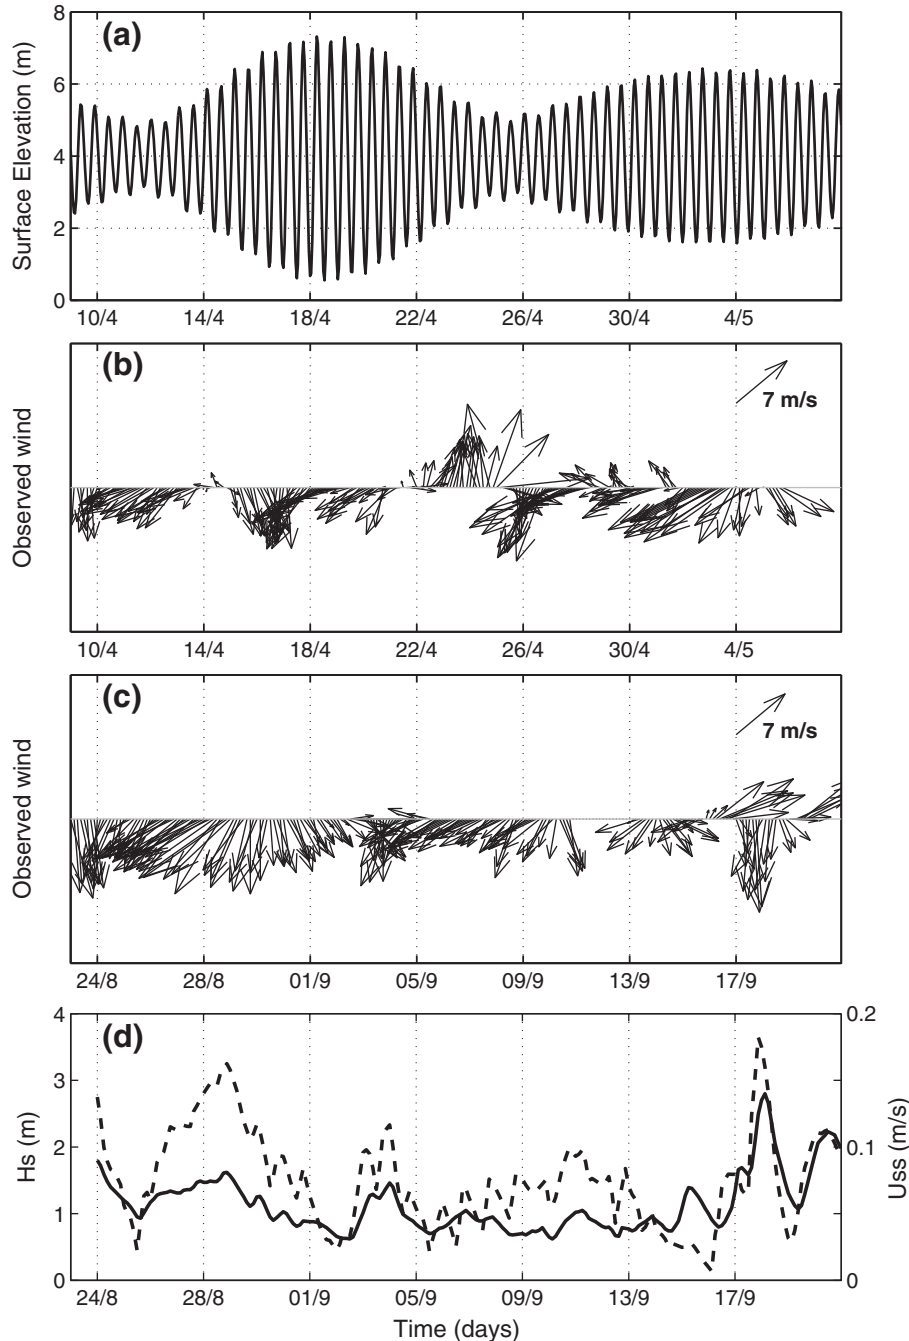 (a)
Surface Elevation (m)
8
6
4
2
0
10/4 14/4 18/4 22/4 26/4 30/4 4/5
(b)
Observed wind
7 m/s
10/4 14/4 18/4 22/4 26/4 30/4 4/5
(c)
Observed wind
7 m/s
24/8 28/8 01/9 05/9 09/9 13/9 17/9
(d)
Hs (m)
4
3
2
1
0
Uss (m/s)
0.2
0.1
0
24/8 28/8 01/9 05/9 09/9 13/9 17/9
Time (days)